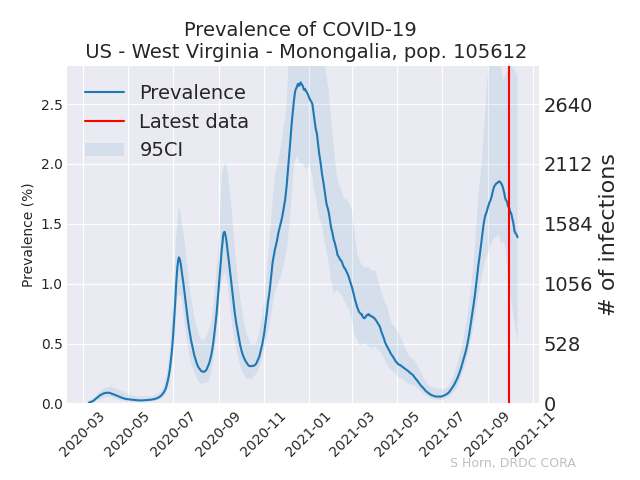 Prevalence of COVID-19
US - West Virginia - Monongalia, pop. 105612
Prevalence
Latest data
95CI
Prevalence (%)
2.5
2.0
1.5
1.0
0.5
0.0
2640
2112
1584
1056
528
0
# of infections
2020-03
2020-05
2020-07
2020-09
2020-11
2021-01
2021-03
2021-05
2021-07
2021-09
2021-11
S Horn, DRDC CORA